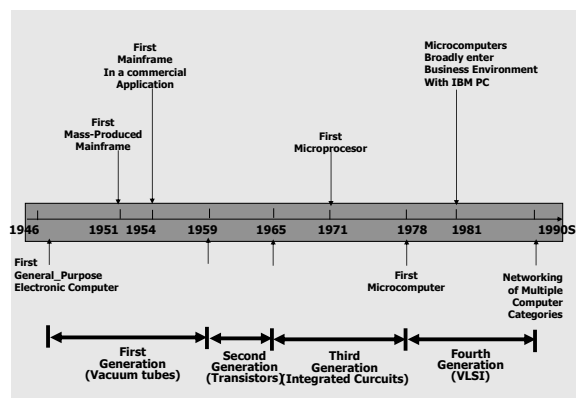 First
Mainframe
In a commercial
Application
Microcomputers
Broadly enter
Business Environment
With IBM PC
First
Mass-Produced
Mainframe
First
Microprocesor
1946 1951 1954 1959 1965 1971 1978 1981 1990S
First
General_Purpose
Electronic Computer
First
Microcomputer
Networking
of Multiple
Computer
Categories
First
Generation
(Vacuum tubes)
Second
Generation
(Transistors)
Third
Generation
(Integrated Curcuits)
Fourth
Generation
(VLSI)